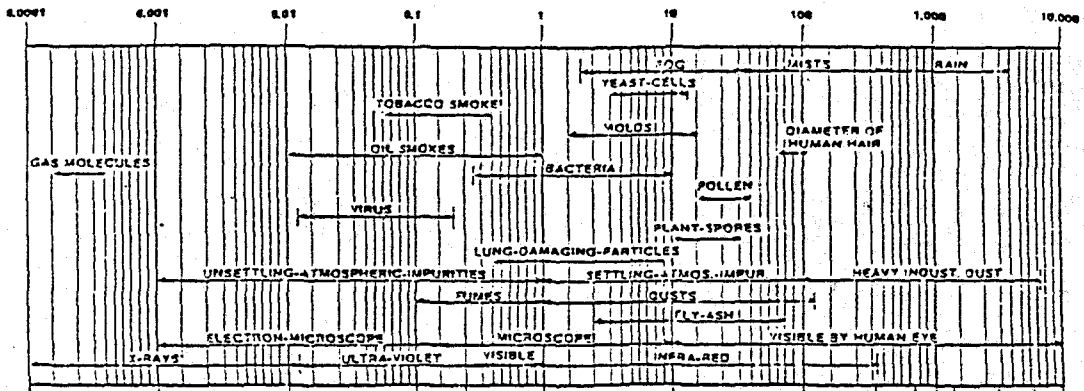 0.0001 0.001 0.01 0.1 1 10 100 1,000 10,000
FOG MISTS RAIN
YEAST-CELLS
TOBACCO SMOKE
MOLDS DIAMETER OF
HUMAN HAIR
OIL SMOKES
GAS MOLECULES BACTERIA
POLLEN
VIRUS
PLANT-SPORES
LUNG-DAMAGING-PARTICLES
UNSETTLING-ATMOSPHERIC-IMPURITIES SETTLING-ATMOS.-IMPUR. HEAVY INDUST. DUST
FUMES DUSTS
FLY-ASH
ELECTRON-MICROSCOPE MICROSCOPE VISIBLE BY HUMAN EYE
X-RAYS ULTRA-VIOLET VISIBLE INFRA-RED